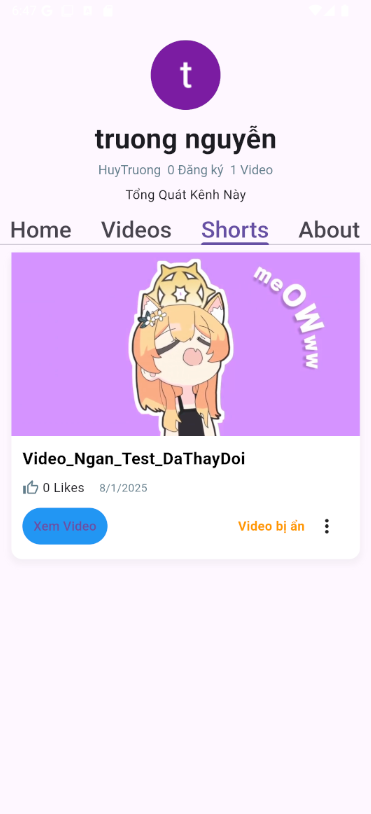 t
truong nguyễn
HuyTruong 0 Đăng ký 1 Video
Tổng Quát Kênh Này
Home Videos Shorts About
meOWww
Video_Ngan_Test_DaThayDoi
0 Likes 8/1/2025
Xem Video Video bị ẩn